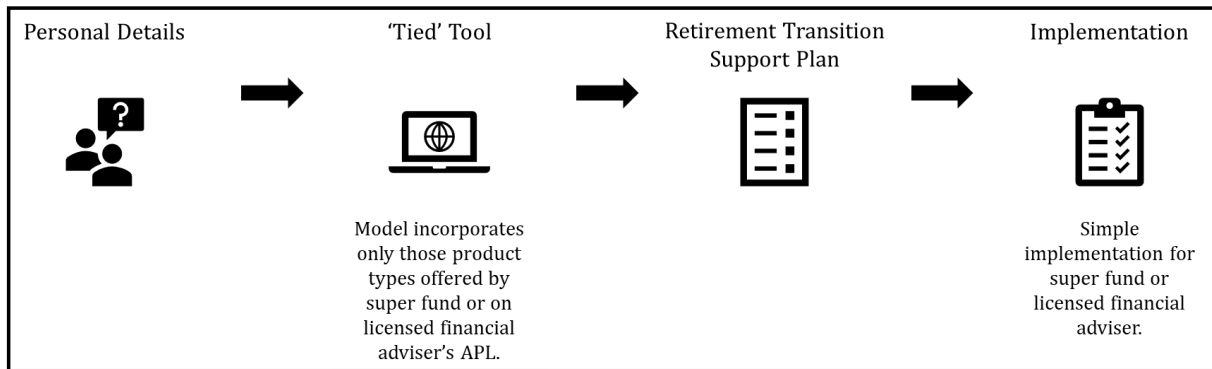 Personal Details
‘Tied’ Tool
Retirement Transition
Support Plan
Implementation
?
Model incorporates
only those product
types offered by
super fund or on
licensed financial
adviser’s APL.
Simple
implementation for
super fund or
licensed financial
adviser.